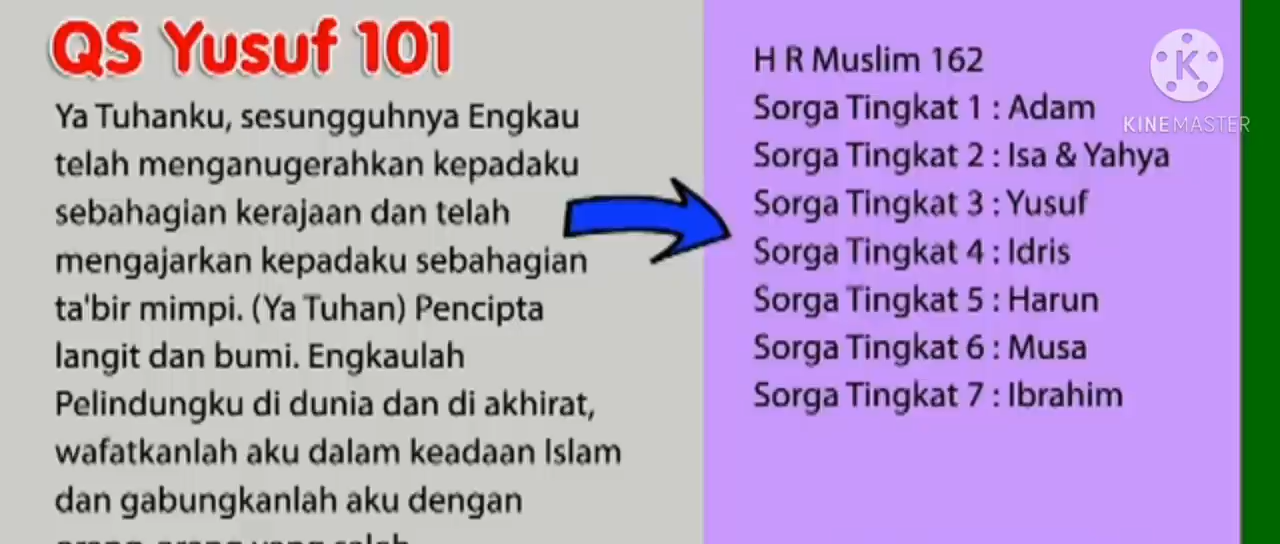 QS Yusuf 101
Ya Tuhanku, sesungguhnya Engkau
telah menganugerahkan kepadaku
sebahagian kerajaan dan telah
mengajarkan kepadaku sebahagian
ta'bir mimpi. (Ya Tuhan) Pencipta
langit dan bumi. Engkaulah
Pelindungku di dunia dan di akhirat,
wafatkanlah aku dalam keadaan Islam
dan gabungkanlah aku dengan
H R Muslim 162
Sorga Tingkat 1 : Adam
Sorga Tingkat 2 : Isa & Yahya
Sorga Tingkat 3 : Yusuf
Sorga Tingkat 4 : Idris
Sorga Tingkat 5 : Harun
Sorga Tingkat 6 : Musa
Sorga Tingkat 7 : Ibrahim
K
KINEMASTER